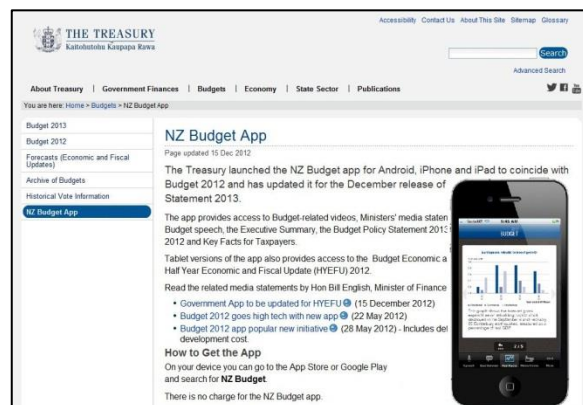 Accessibility Contact Us About This Site Sitemap Glossary
THE TREASURY
Kaitohutohu Kaupapa Rawa
Search
Advanced Search
About Treasury | Government Finances | Budgets | Economy | State Sector | Publications
You are here: Home > Budgets > NZ Budget App
Budget 2013
Budget 2012
Forecasts (Economic and Fiscal Updates)
Archive of Budgets
Historical Vote Information
NZ Budget App
NZ Budget App
Page updated 15 Dec 2012
The Treasury launched the NZ Budget app for Android, iPhone and iPad to coincide with
Budget 2012 and has updated it for the December release of
Statement 2013.
The app provides access to Budget-related videos, Ministers' media staten
Budget speech, the Executive Summary, the Budget Policy Statement 2013
2012 and Key Facts for Taxpayers.
Tablet versions of the app also provides access to the Budget Economic a
Half Year Economic and Fiscal Update (HYEFU) 2012.
Read the related media statements by Hon Bill English, Minister of Finance
• Government App to be updated for HYEFU (15 December 2012)
• Budget 2012 goes high tech with new app (22 May 2012)
• Budget 2012 app popular new initiative (28 May 2012) - Includes det
development cost.
How to Get the App
On your device you can go to the App Store or Google Play
and search for NZ Budget.
There is no charge for the NZ Budget app.
BUDGET